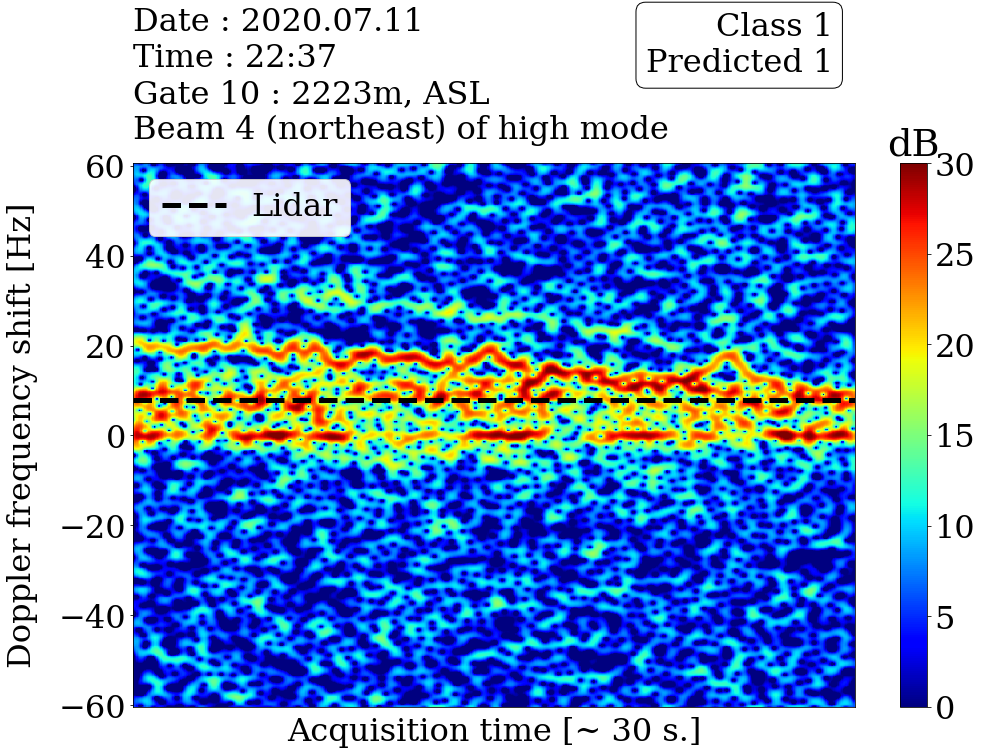 Date : 2020.07.11
Time : 22:37
Gate 10 : 2223m, ASL
Beam 4 (northeast) of high mode
Class 1
Predicted 1
dB
Lidar
60
40
20
0
−20
−40
−60
Doppler frequency shift [Hz]
Acquisition time [~ 30 s.]
30
25
20
15
10
5
0